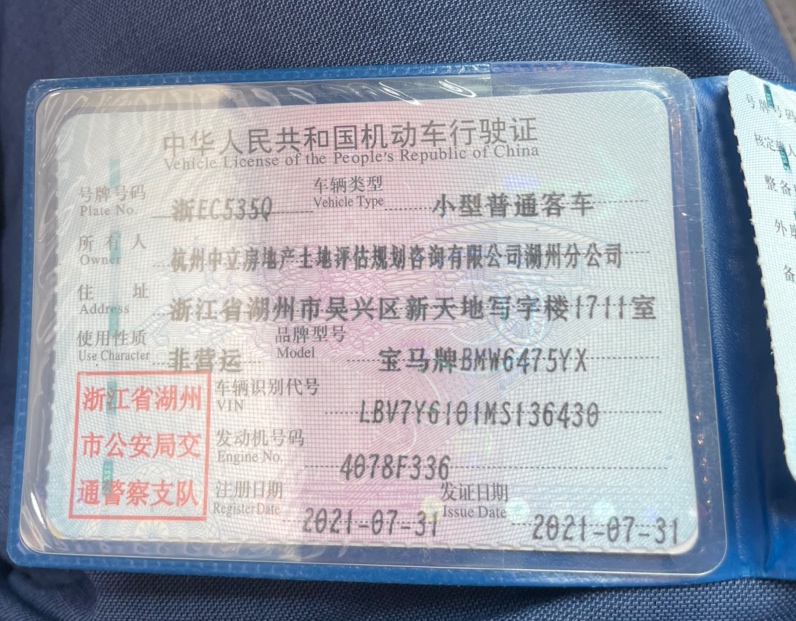 中华人民共和国机动车行驶证
Vehicle License of the People's Republic of China
号牌号码 浙EC535Q 车辆类型 小型普通客车
Plate No. Vehicle Type
所有人 杭州中立房地产土地评估规划咨询有限公司湖州分公司
Owner
住址 浙江省湖州市吴兴区新天地写字楼1711室
Address
使用性质 非营运 品牌型号 宝马牌BMW6475YX
Use Character Model
浙江省湖州
市公安局交
通警察支队
车辆识别代号 LBV7Y6101MS136430
VIN
发动机号码 4078F336
Engine No.
注册日期 2021-07-31 发证日期 2021-07-31
Register Date Issue Date
号牌号码
整备
外廓
备